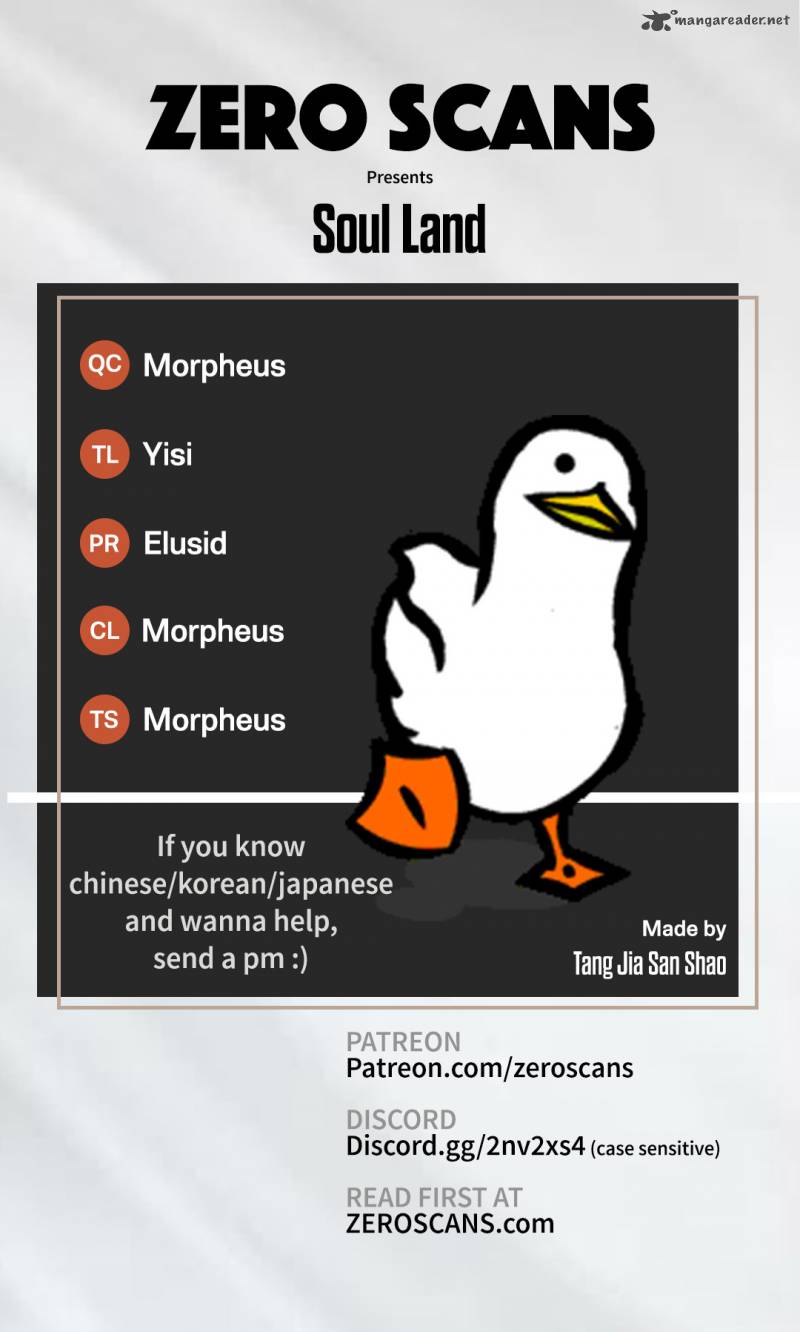 mangareader.net
ZERO SCANS
Presents
Soul Land
QC Morpheus
TL Yisi
PR Elusid
CL Morpheus
TS Morpheus
If you know
chinese/korean/japanese
and wanna help,
send a pm :)
Made by
Tang Jia San Shao
PATREON
Patreon.com/zeroscans
DISCORD
Discord.gg/2nv2xs4 (case sensitive)
READ FIRST AT
ZEROSCANS.com